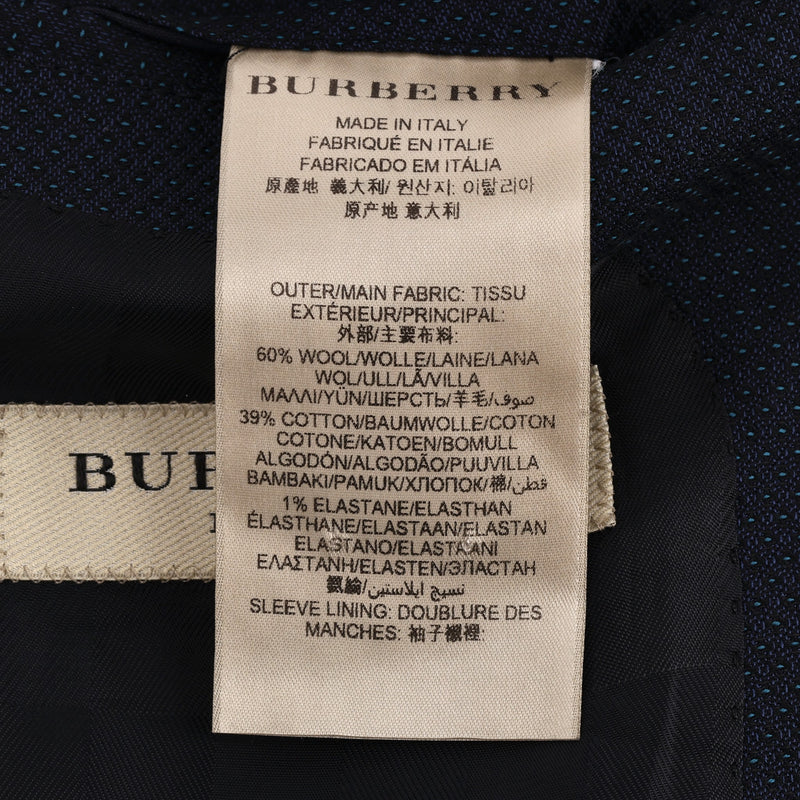 BURBERRY
MADE IN ITALY
FABRIQUÉ EN ITALIE
FABRICADO EM ITÁLIA
原產地 義大利/ 원산지: 이탈리아
原产地 意大利
OUTER/MAIN FABRIC: TISSU
EXTÉRIEUR/PRINCIPAL:
外部/主要布料:
60% WOOL/WOLLE/LAINE/LANA
WOL/ULL/LÃ/VILLA
ΜΑΛΛΙ/YÜN/ШЕРСТЬ/羊毛/صوف
39% COTTON/BAUMWOLLE/COTON
COTONE/KATOEN/BOMULL
ALGODÓN/ALGODÃO/PUUVILLA
ΒΑΜΒΑΚΙ/PAMUK/ХЛОПОК/棉/قطن
1% ELASTANE/ELASTHAN
ÉLASTHANE/ELASTAAN/ELASTAN
ELASTANO/ELASTAANI
ΕΛΑΣΤΑΝΗ/ELASTEN/ЭЛАСТАН
氨綸/نسيج ايلاستين
SLEEVE LINING: DOUBLURE DES
MANCHES: 袖子襯裡:
BUR